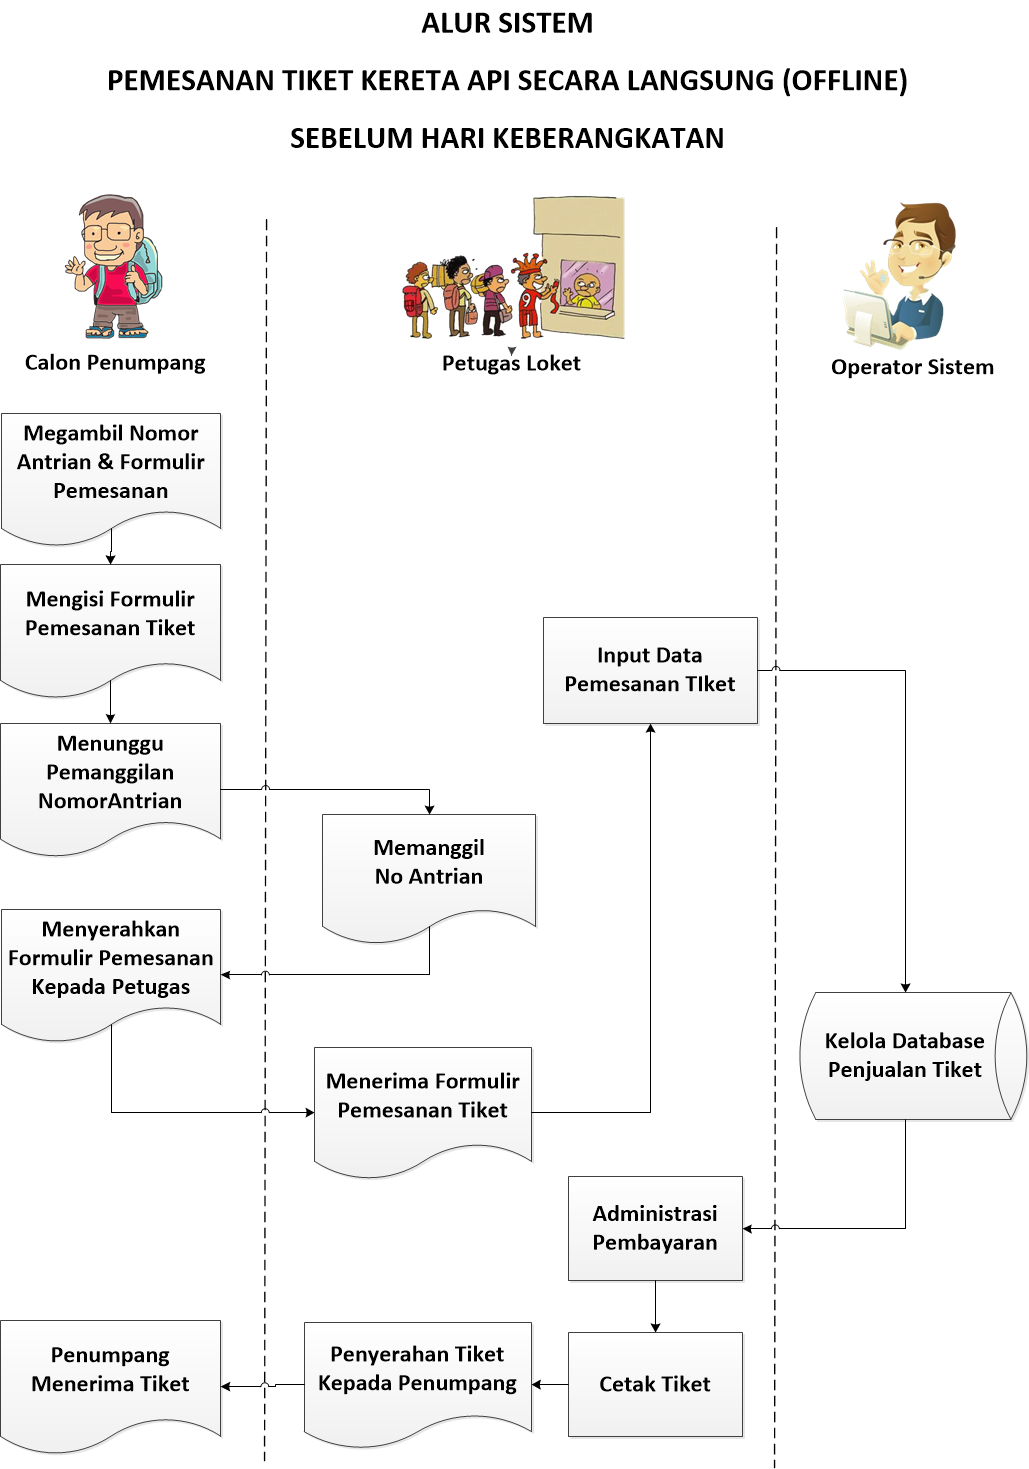 ALUR SISTEM
PEMESANAN TIKET KERETA API SECARA LANGSUNG (OFFLINE)
SEBELUM HARI KEBERANGKATAN
9
Calon Penumpang
Petugas Loket
Operator Sistem
Megambil Nomor
Antrian & Formulir
Pemesanan
Mengisi Formulir
Pemesanan Tiket
Menunggu
Pemanggilan
NomorAntrian
Memanggil
No Antrian
Menyerahkan
Formulir Pemesanan
Kepada Petugas
Menerima Formulir
Pemesanan Tiket
Input Data
Pemesanan TIket
Kelola Database
Penjualan Tiket
Administrasi
Pembayaran
Cetak Tiket
Penyerahan Tiket
Kepada Penumpang
Penumpang
Menerima Tiket